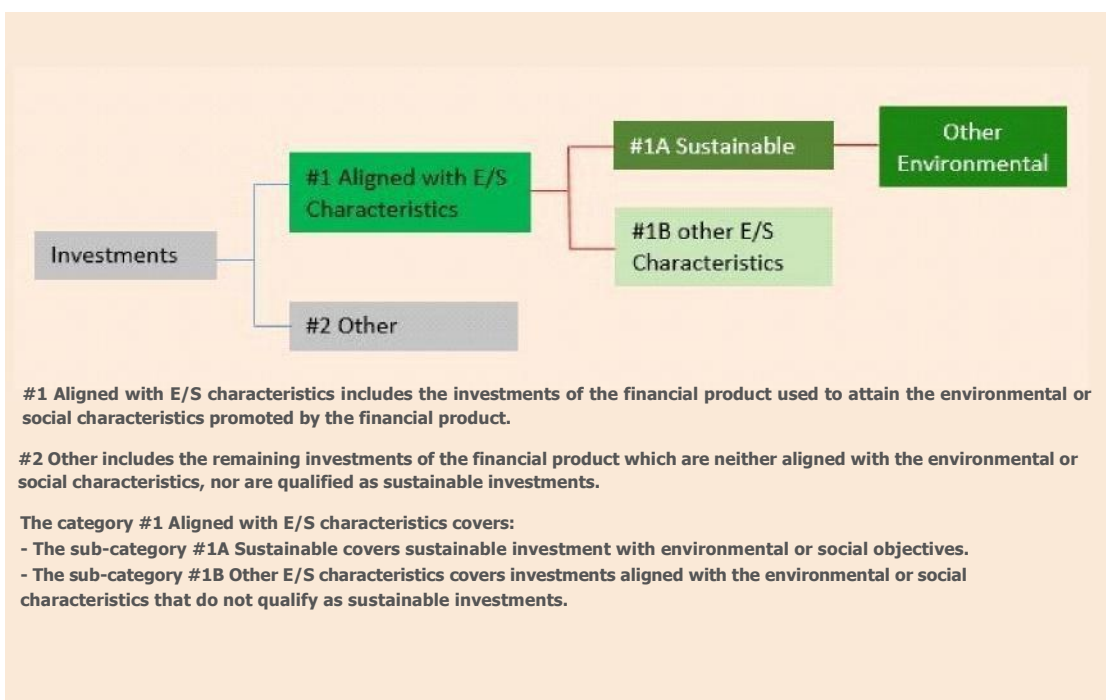 Other
Environmental
#1A Sustainable
#1 Aligned with E/S
Characteristics
#1B other E/S
Characteristics
Investments
#2 Other
#1 Aligned with E/S characteristics includes the investments of the financial product used to attain the environmental or
social characteristics promoted by the financial product.
#2 Other includes the remaining investments of the financial product which are neither aligned with the environmental or
social characteristics, nor are qualified as sustainable investments.
The category #1 Aligned with E/S characteristics covers:
- The sub-category #1A Sustainable covers sustainable investment with environmental or social objectives.
- The sub-category #1B Other E/S characteristics covers investments aligned with the environmental or social
characteristics that do not qualify as sustainable investments.